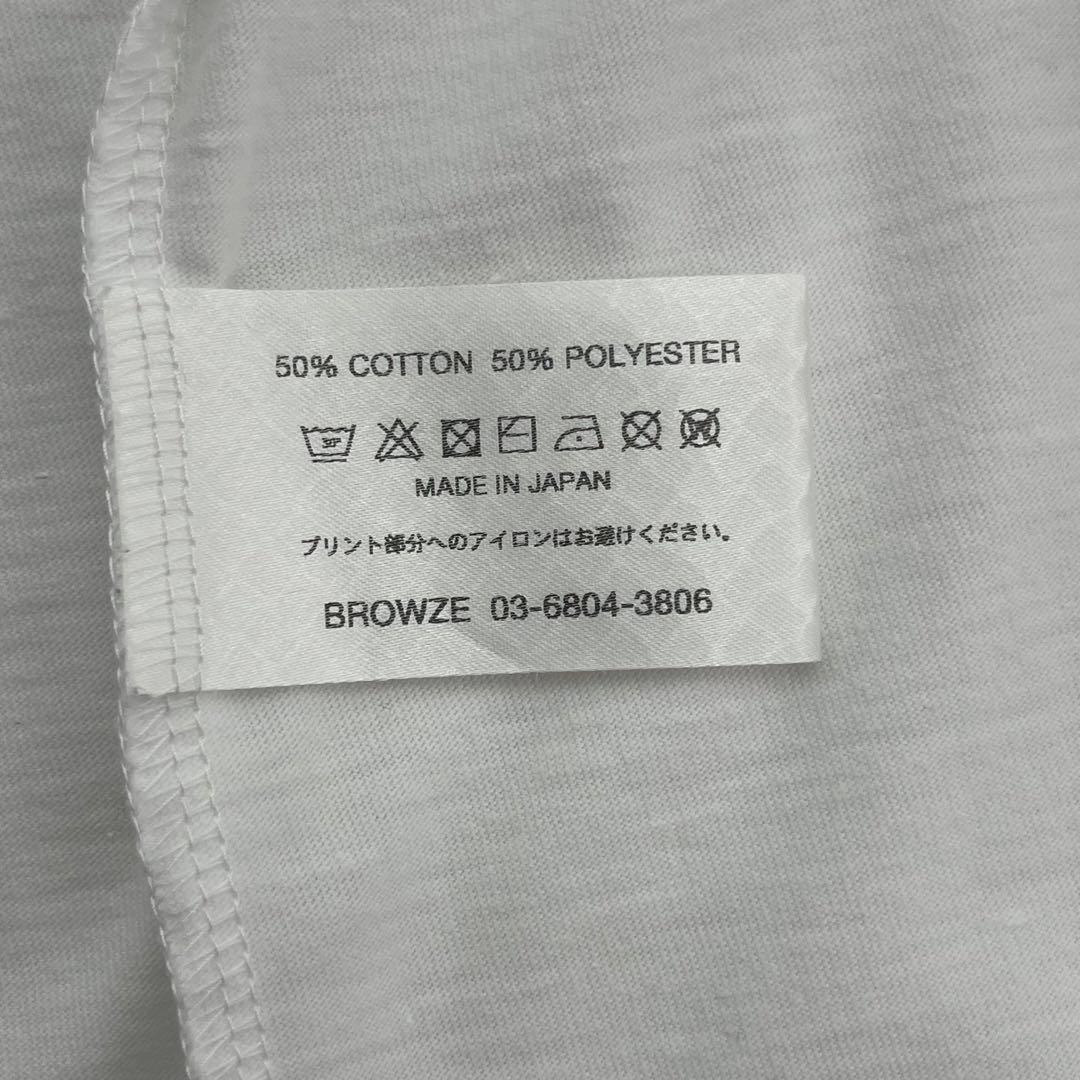 50% COTTON 50% POLYESTER
MADE IN JAPAN
プリント部分へのアイロンはお避けください。
BROWZE 03-6804-3806